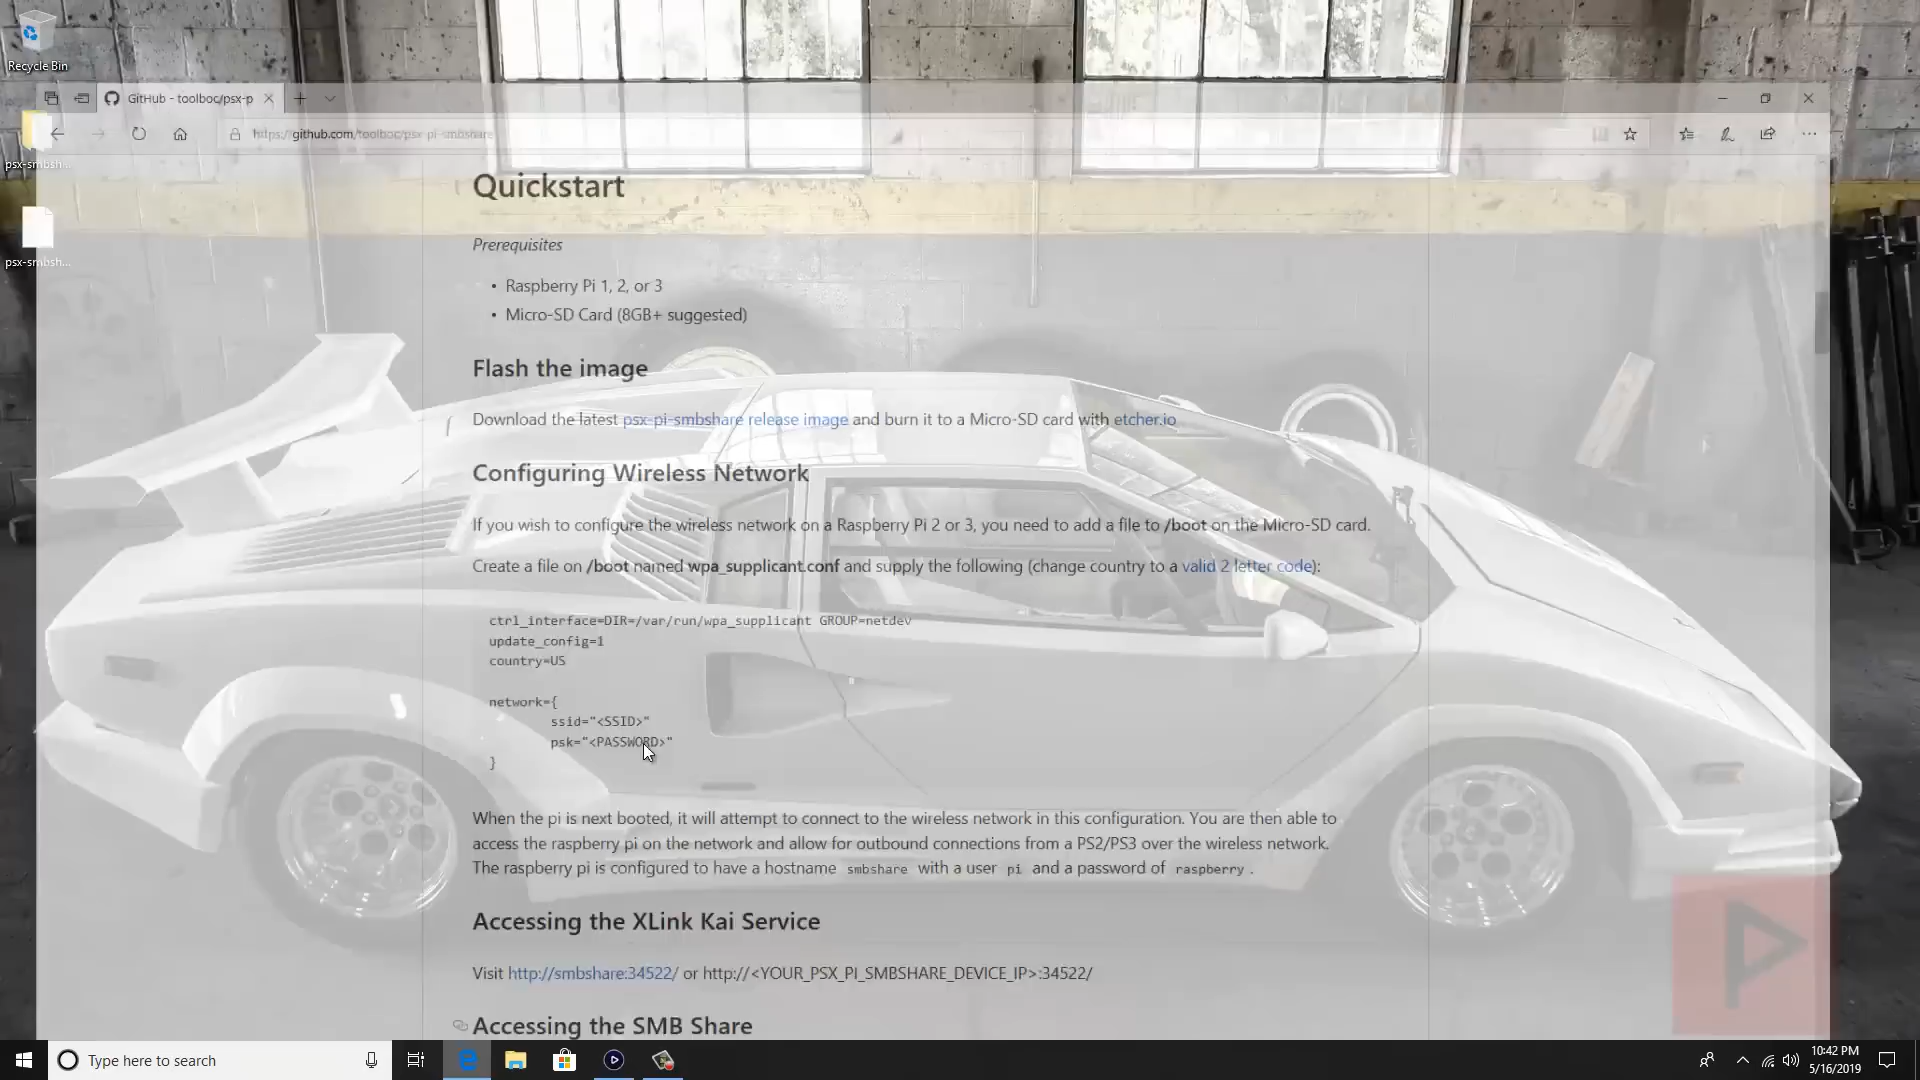 Recycle Bin
GitHub - toolboc/psx-p
https://github.com/toolboc/psx-pi-smbshare
psx-smbsh...
psx-smbsh...
Quickstart
Prerequisites
• Raspberry Pi 1, 2, or 3
• Micro-SD Card (8GB+ suggested)
Flash the image
Download the latest psx-pi-smbshare release image and burn it to a Micro-SD card with etcher.io
Configuring Wireless Network
If you wish to configure the wireless network on a Raspberry Pi 2 or 3, you need to add a file to /boot on the Micro-SD card.
Create a file on /boot named wpa_supplicant.conf and supply the following (change country to a valid 2 letter code):
ctrl_interface=DIR=/var/run/wpa_supplicant GROUP=netdev
update_config=1
country=US
network={
ssid="<SSID>"
psk="<PASSWORD>"
}
When the pi is next booted, it will attempt to connect to the wireless network in this configuration. You are then able to
access the raspberry pi on the network and allow for outbound connections from a PS2/PS3 over the wireless network.
The raspberry pi is configured to have a hostname smbshare with a user pi and a password of raspberry .
Accessing the XLink Kai Service
Visit http://smbshare:34522/ or http://<YOUR_PSX_PI_SMBSHARE_DEVICE_IP>:34522/
Accessing the SMB Share
Type here to search
10:42 PM
5/16/2019